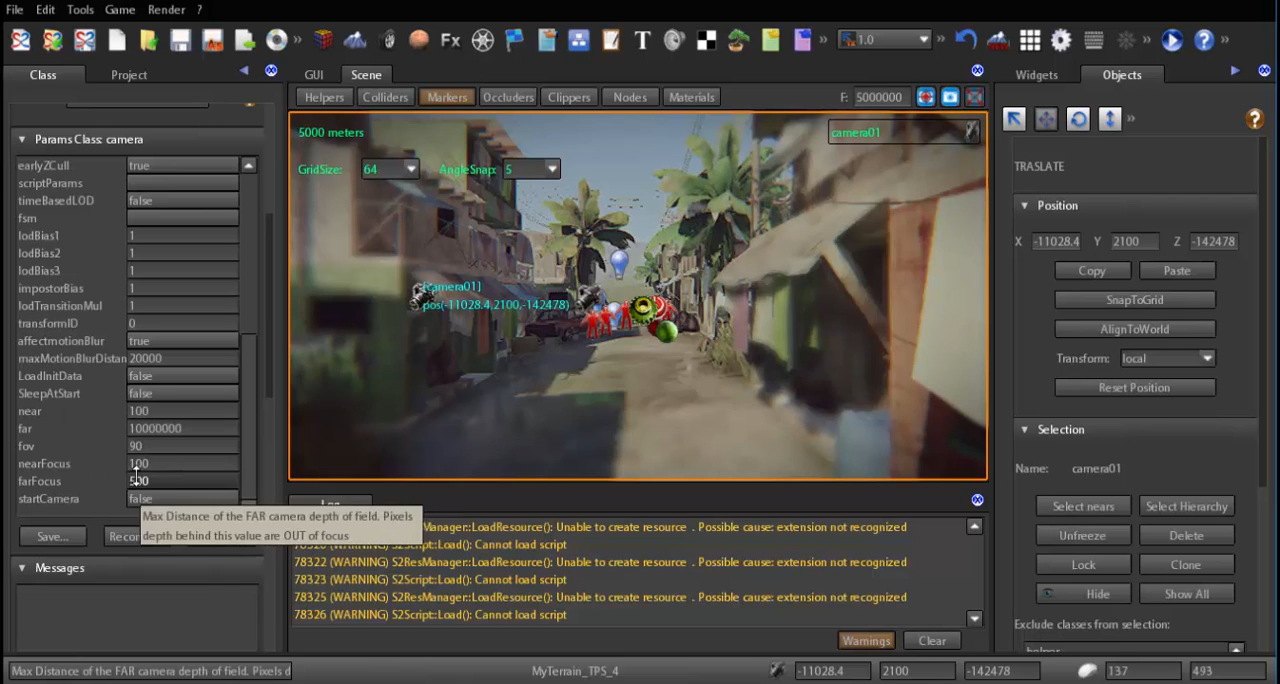 File Edit Tools Game Render ?
Fx T 1.0
Class Project GUI Scene Widgets Objects
Helpers Colliders Markers Occluders Clippers Nodes Materials F: 5000000
Params Class: camera
earlyZCull true
scriptParams
timeBasedLOD false
fsm
lodBias1 1
lodBias2 1
lodBias3 1
impostorBias 1
lodTransitionMul 1
transformID 0
affectmotionBlur true
maxMotionBlurDistan 20000
LoadInitData false
SleepAtStart false
near 100
far 10000000
fov 90
nearFocus 100
farFocus 500
startCamera false
Save...
Recon
Messages
5000 meters
camera01
GridSize: 64 AngleSnap: 5
[camera01]
pos(-11028.4,2100,-142478)
Max Distance of the FAR camera depth of field. Pixels
depth behind this value are OUT of focus
Manager::LoadResource(): Unable to create resource . Possible cause: extension not recognized
Load(): Cannot load script
78322 (WARNING) S2ResManager::LoadResource(): Unable to create resource . Possible cause: extension not recognized
78323 (WARNING) S2Script::Load(): Cannot load script
78325 (WARNING) S2ResManager::LoadResource(): Unable to create resource . Possible cause: extension not recognized
78326 (WARNING) S2Script::Load(): Cannot load script
Warnings Clear
TRASLATE
Position
X -11028.4 Y 2100 Z -142478
Copy Paste
SnapToGrid
AlignToWorld
Transform: local
Reset Position
Selection
Name: camera01
Select nears Select Hierarchy
Unfreeze Delete
Lock Clone
Hide Show All
Exclude classes from selection:
Max Distance of the FAR camera depth of field. Pixels d MyTerrain_TPS_4 -11028.4 2100 -142478 137 493